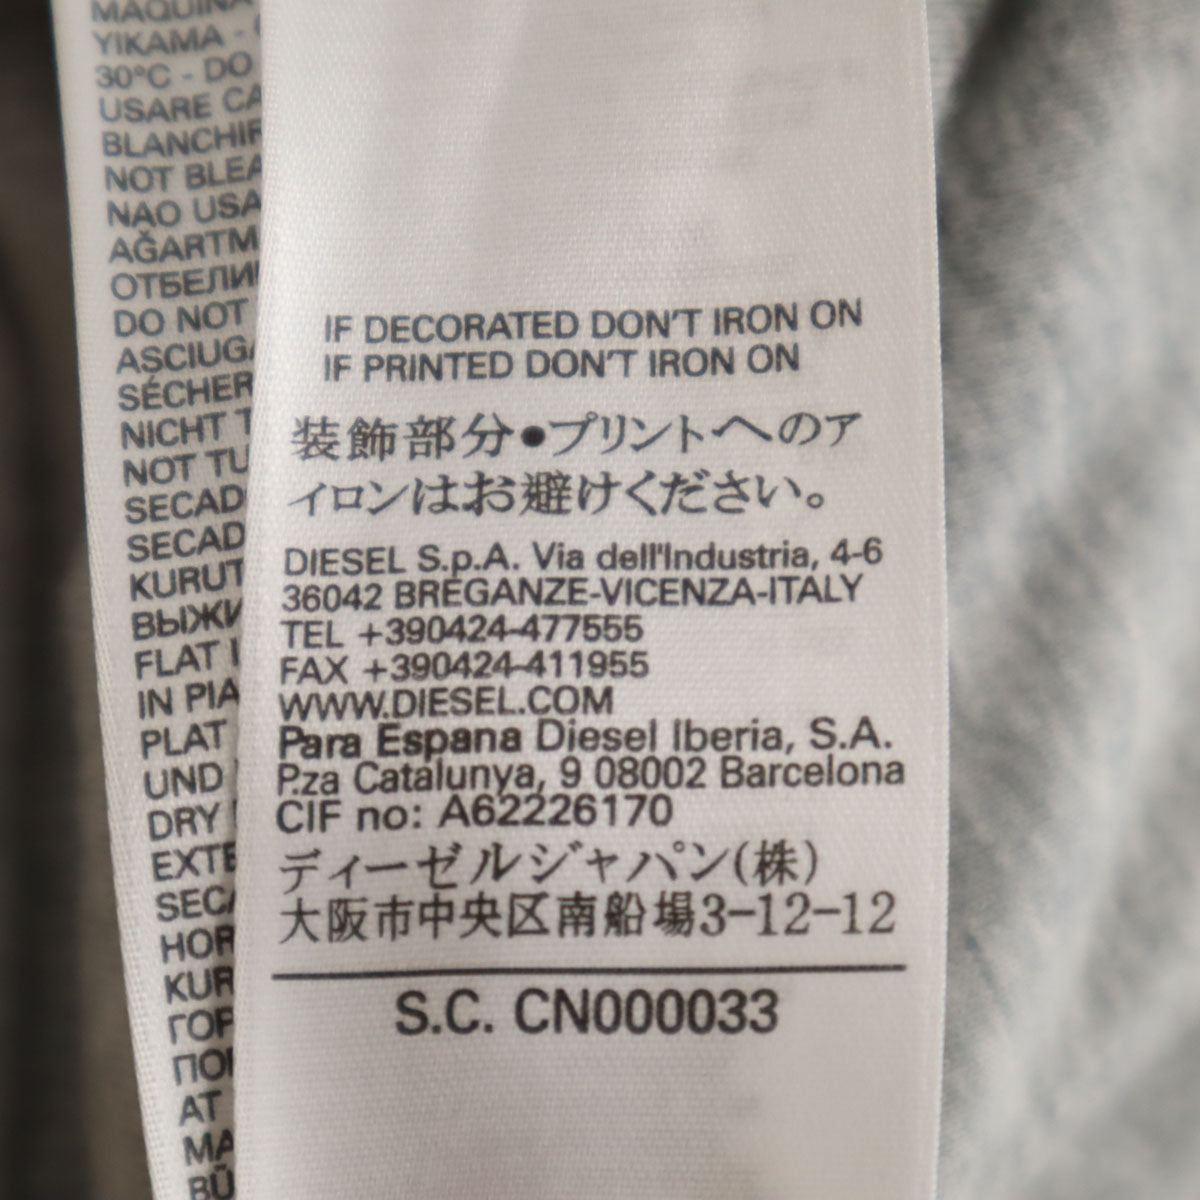 MAQUINA
YIKAMA -
30°C - DO
USARE CA
BLANCHIR
NOT BLEA
NAO USA
AĞARTM
ОТБЕЛИ
DO NOT
ASCIUGA
SÉCHER
NICHT T
NOT TU
SECAD
SECAD
KURUT
ВЫЖИ
FLAT I
IN PIA
PLAT
UND
DRY
EXTE
SECA
HOR
KUR
ГОР
ПО
AT
MA
BÜ
IF DECORATED DON'T IRON ON
IF PRINTED DON'T IRON ON
装飾部分●プリントへのア
イロンはお避けください。
DIESEL S.p.A. Via dell'Industria, 4-6
36042 BREGANZE-VICENZA-ITALY
TEL +390424-477555
FAX +390424-411955
WWW.DIESEL.COM
Para Espana Diesel Iberia, S.A.
P.za Catalunya, 9 08002 Barcelona
CIF no: A62226170
ディーゼルジャパン(株)
大阪市中央区南船場3-12-12
S.C. CN000033